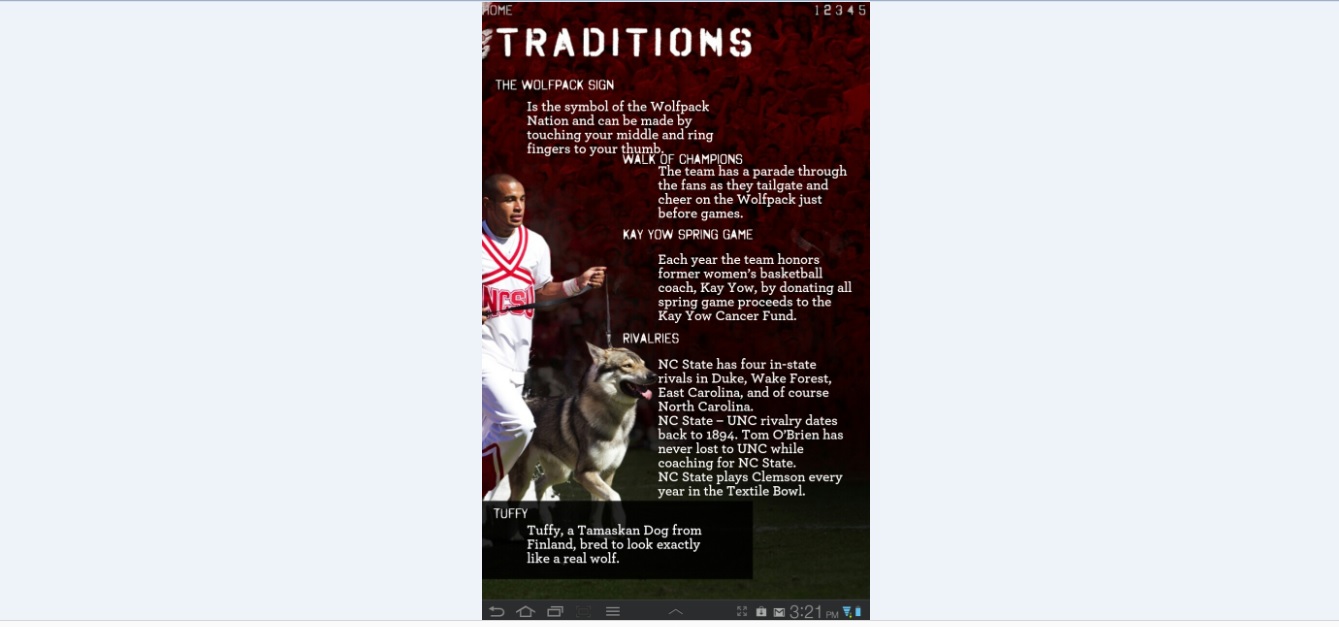 HOME
1 2 3 4 5
TRADITIONS
THE WOLFPACK SIGN
Is the symbol of the Wolfpack
Nation and can be made by
touching your middle and ring
fingers to your thumb.
WALK OF CHAMPIONS
The team has a parade through
the fans as they tailgate and
cheer on the Wolfpack just
before games.
KAY YOW SPRING GAME
Each year the team honors
former women's basketball
coach, Kay Yow, by donating all
spring game proceeds to the
Kay Yow Cancer Fund.
NCSU
RIVALRIES
NC State has four in-state
rivals in Duke, Wake Forest,
East Carolina, and of course
North Carolina.
NC State – UNC rivalry dates
back to 1894. Tom O'Brien has
never lost to UNC while
coaching for NC State.
NC State plays Clemson every
year in the Textile Bowl.
TUFFY
Tuffy, a Tamaskan Dog from
Finland, bred to look exactly
like a real wolf.
3:21 PM